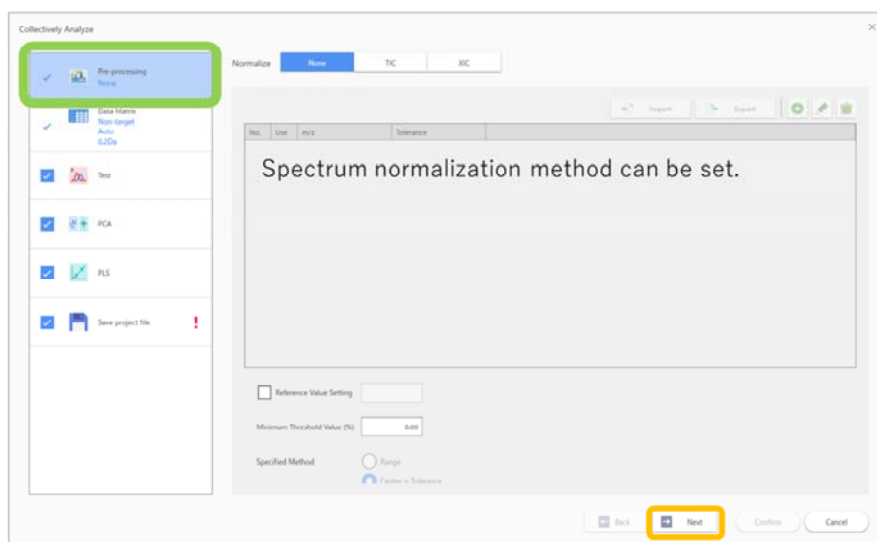 Collectively Analyze
Pre-processing
None
Data Matrix
Non-target
Auto
0.2Da
Test
PCA
PLS
Save project file
!
Normalize None TIC XIC
Import Export
No. Use m/z Tolerance
Spectrum normalization method can be set.
Reference Value Setting
Minimum Threshold Value (%) 0.00
Specified Method Range
Center + Tolerance
Back Next Confirm Cancel